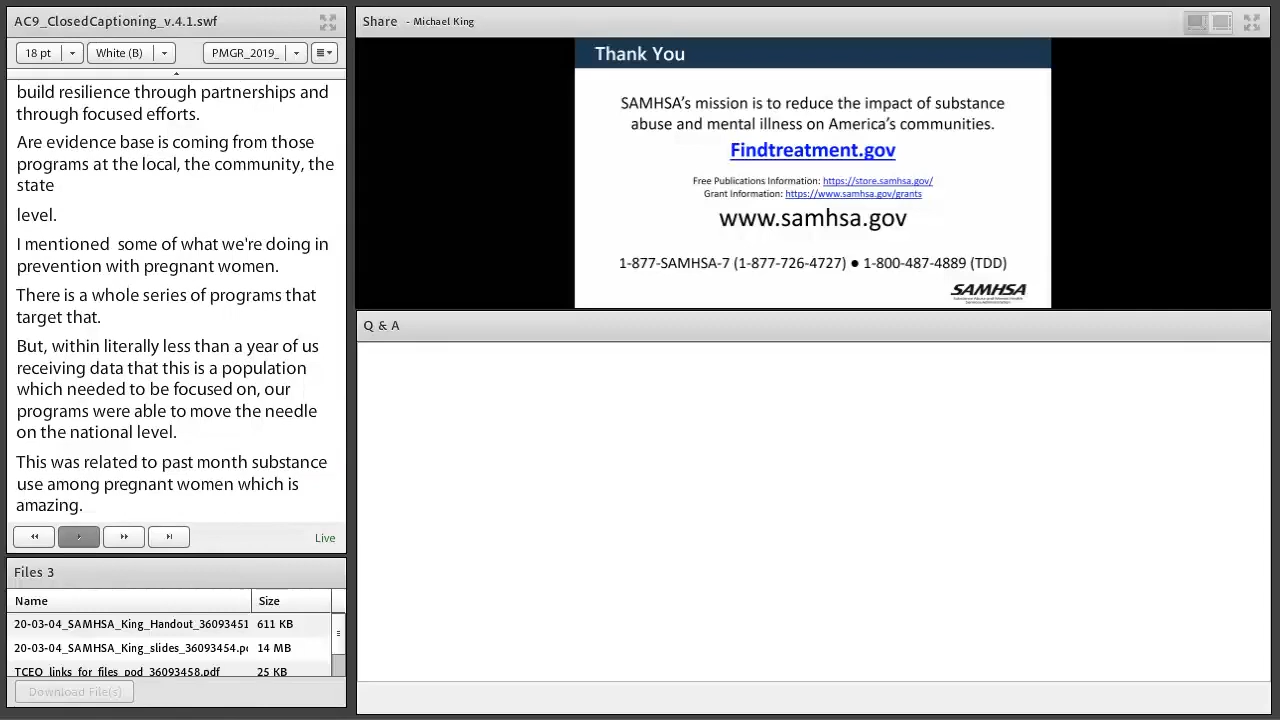 AC9_ClosedCaptioning_v.4.1.swf
18 pt
White (B)
PMGR_2019_
build resilience through partnerships and
through focused efforts.
Are evidence base is coming from those
programs at the local, the community, the
state
level.
I mentioned some of what we're doing in
prevention with pregnant women.
There is a whole series of programs that
target that.
But, within literally less than a year of us
receiving data that this is a population
which needed to be focused on, our
programs were able to move the needle
on the national level.
This was related to past month substance
use among pregnant women which is
amazing.
Live
Files 3
Name Size
20-03-04_SAMHSA_King_Handout_36093451 611 KB
20-03-04_SAMHSA_King_slides_36093454.pd 14 MB
TCEO_links_for_files_pod_36093458.pdf 25 KB
Download File(s)
Share - Michael King
Thank You
SAMHSA's mission is to reduce the impact of substance
abuse and mental illness on America's communities.
Findtreatment.gov
Free Publications Information: https://store.samhsa.gov/
Grant Information: https://www.samhsa.gov/grants
www.samhsa.gov
1-877-SAMHSA-7 (1-877-726-4727) ● 1-800-487-4889 (TDD)
SAMHSA
Substance Abuse and Mental Health
Services Administration
Q & A